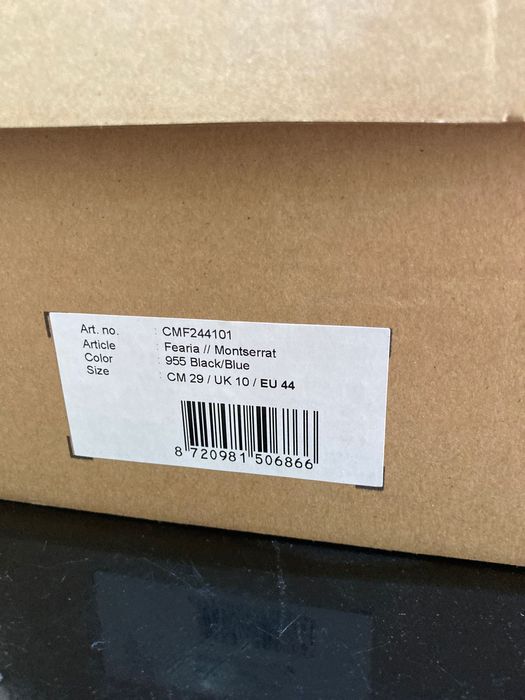 Art. no. : CMF244101
Article : Fearia // Montserrat
Color : 955 Black/Blue
Size : CM 29 / UK 10 / EU 44
8 720981 506866